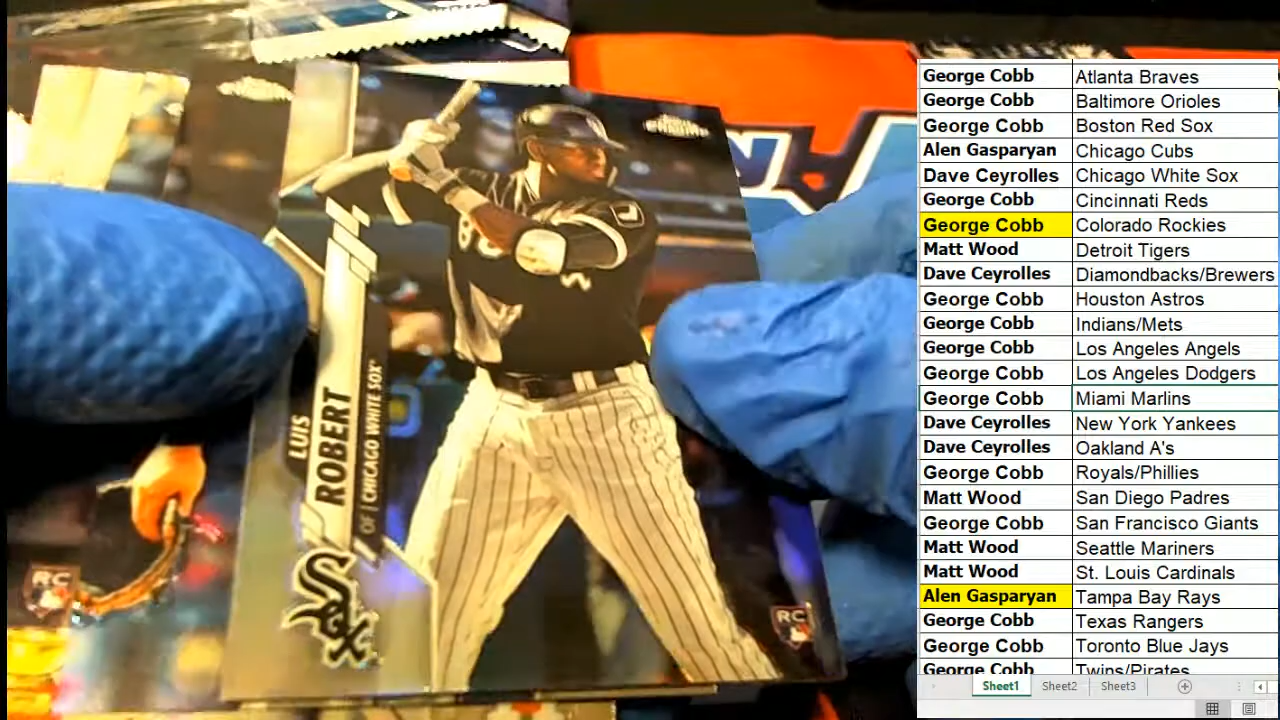 CHROME
LUIS
ROBERT
OF | CHICAGO WHITE SOX
SOX
RC
RC
George Cobb Atlanta Braves
George Cobb Baltimore Orioles
George Cobb Boston Red Sox
Alen Gasparyan Chicago Cubs
Dave Ceyrolles Chicago White Sox
George Cobb Cincinnati Reds
George Cobb Colorado Rockies
Matt Wood Detroit Tigers
Dave Ceyrolles Diamondbacks/Brewers
George Cobb Houston Astros
George Cobb Indians/Mets
George Cobb Los Angeles Angels
George Cobb Los Angeles Dodgers
George Cobb Miami Marlins
Dave Ceyrolles New York Yankees
Dave Ceyrolles Oakland A's
George Cobb Royals/Phillies
Matt Wood San Diego Padres
George Cobb San Francisco Giants
Matt Wood Seattle Mariners
Matt Wood St. Louis Cardinals
Alen Gasparyan Tampa Bay Rays
George Cobb Texas Rangers
George Cobb Toronto Blue Jays
George Cobb Twins/Pirates
Sheet1 Sheet2 Sheet3